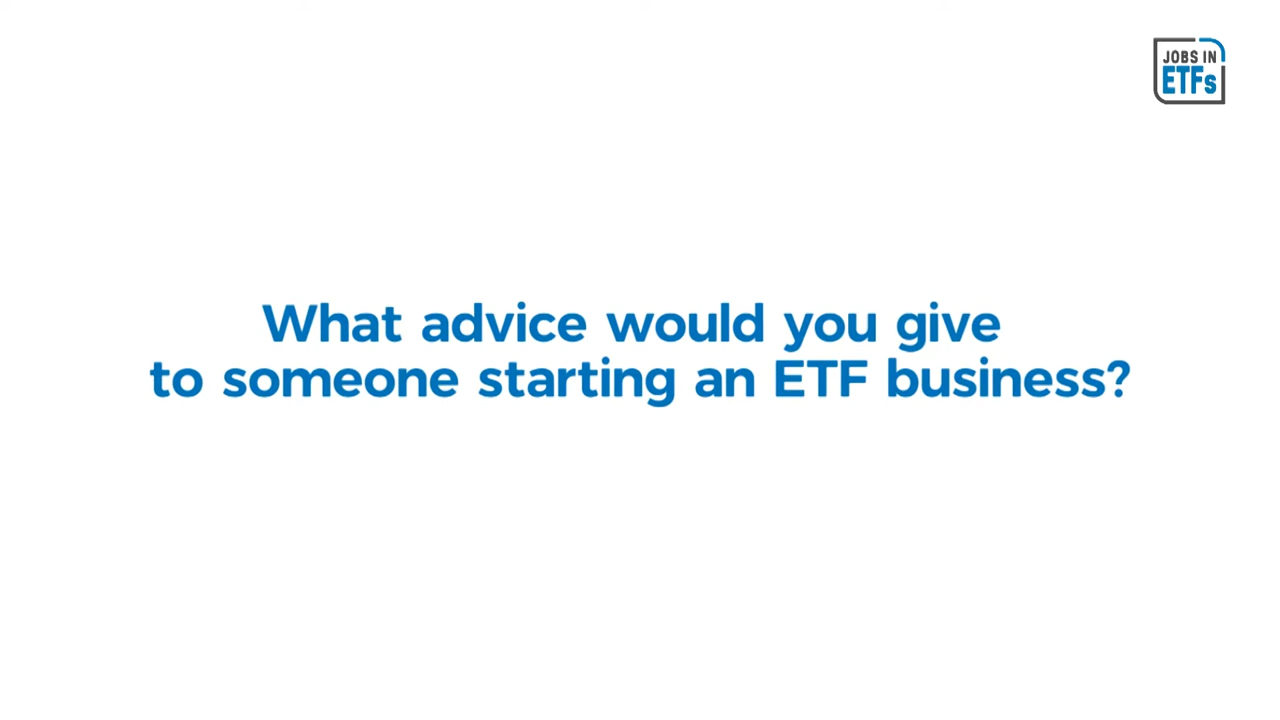 JOBS IN
ETFs
What advice would you give
to someone starting an ETF business?